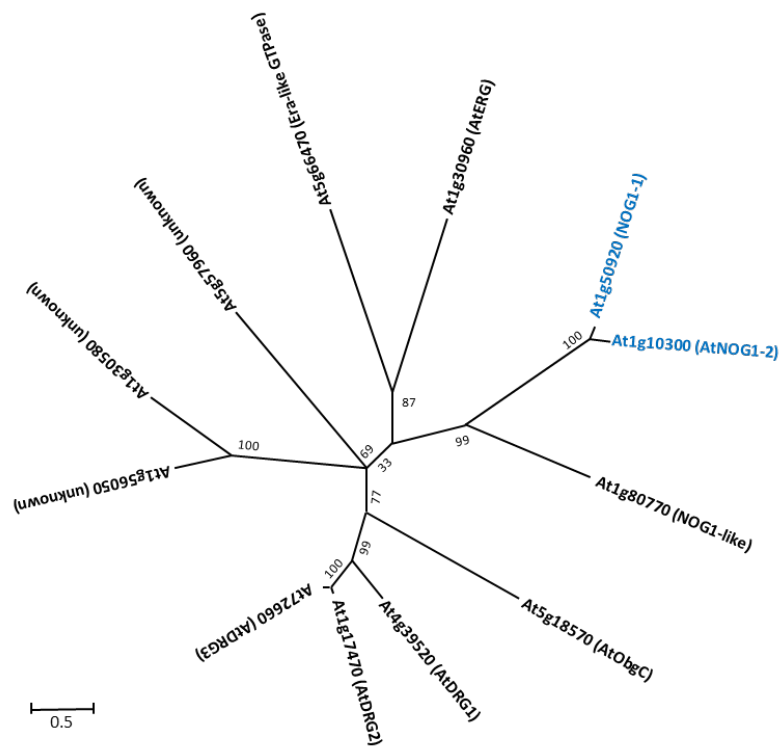 At5g66470 (Era-like GTPase)
At1g30960 (AtERG)
At1g50920 (NOG1-1)
At5g57960 (unknown)
At1g10300 (AtNOG1-2)
100
At1g30580 (unknown)
87
100
99
69
33
At1g56050 (unknown)
At1g80770 (NOG1-like)
77
99
100
At72660 (AtDRG3)
At1g17470 (AtDRG2)
At4g39520 (AtDRG1)
At5g18570 (AtObgC)
0.5